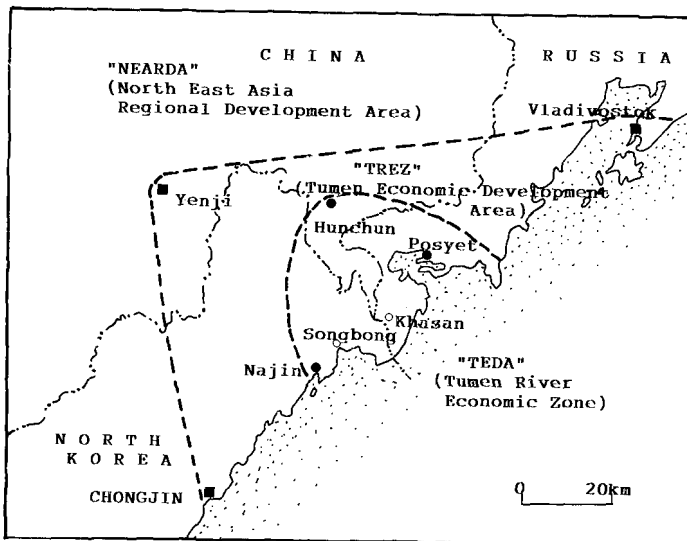 C H I N A
R U S S I A
"NEARDA"
(North East Asia
Regional Development Area)
Vladivostok
"TREZ"
(Tumen Economic Development
Area)
Yenji
Hunchun
Posyet
Khasan
Songbong
Najin
"TEDA"
(Tumen River
Economic Zone)
N O R T H
K O R E A
CHONGJIN
0 20km